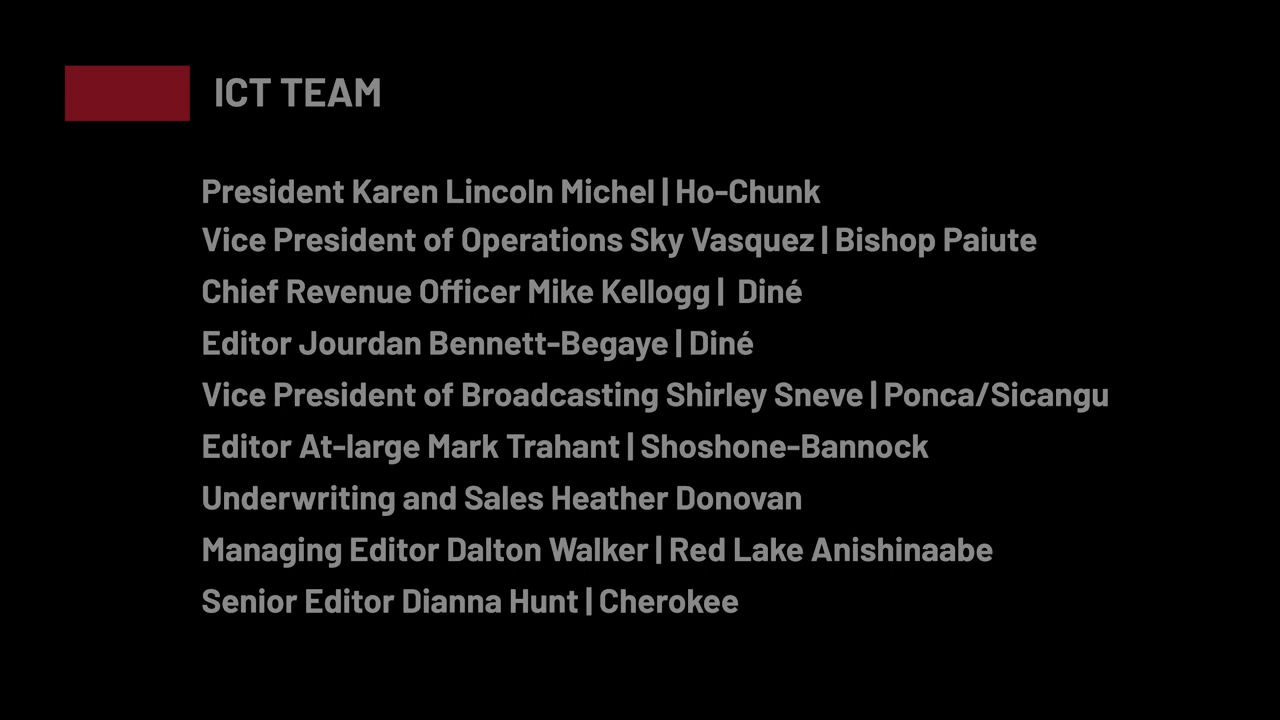 ICT TEAM
President Karen Lincoln Michel | Ho-Chunk
Vice President of Operations Sky Vasquez | Bishop Paiute
Chief Revenue Officer Mike Kellogg | Diné
Editor Jourdan Bennett-Begaye | Diné
Vice President of Broadcasting Shirley Sneve | Ponca/Sicangu
Editor At-large Mark Trahant | Shoshone-Bannock
Underwriting and Sales Heather Donovan
Managing Editor Dalton Walker | Red Lake Anishinaabe
Senior Editor Dianna Hunt | Cherokee